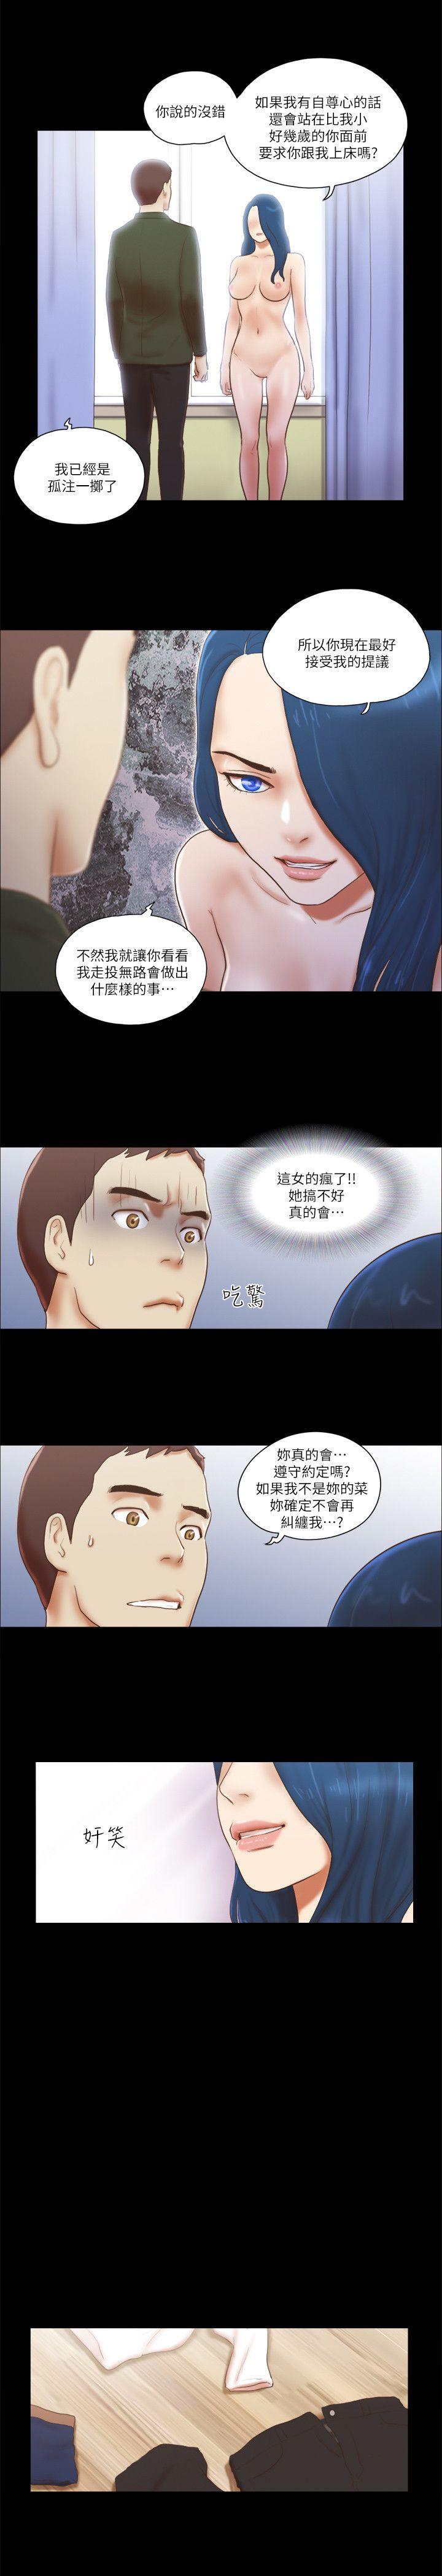 你說的沒錯
如果我有自尊心的話
還會站在比我小
好幾歲的你面前
要求你跟我上床嗎?
我已經是
孤注一擲了
所以你現在最好
接受我的提議
不然我就讓你看看
我走投無路會做出
什麼樣的事…
這女的瘋了!!
她搞不好
真的會…
吃驚
妳真的會…
遵守約定嗎?
如果我不是妳的菜
妳確定不會再
糾纏我…?
奸笑